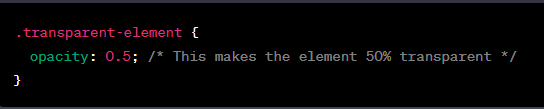 .transparent-element {
  opacity: 0.5; /* This makes the element 50% transparent */
}